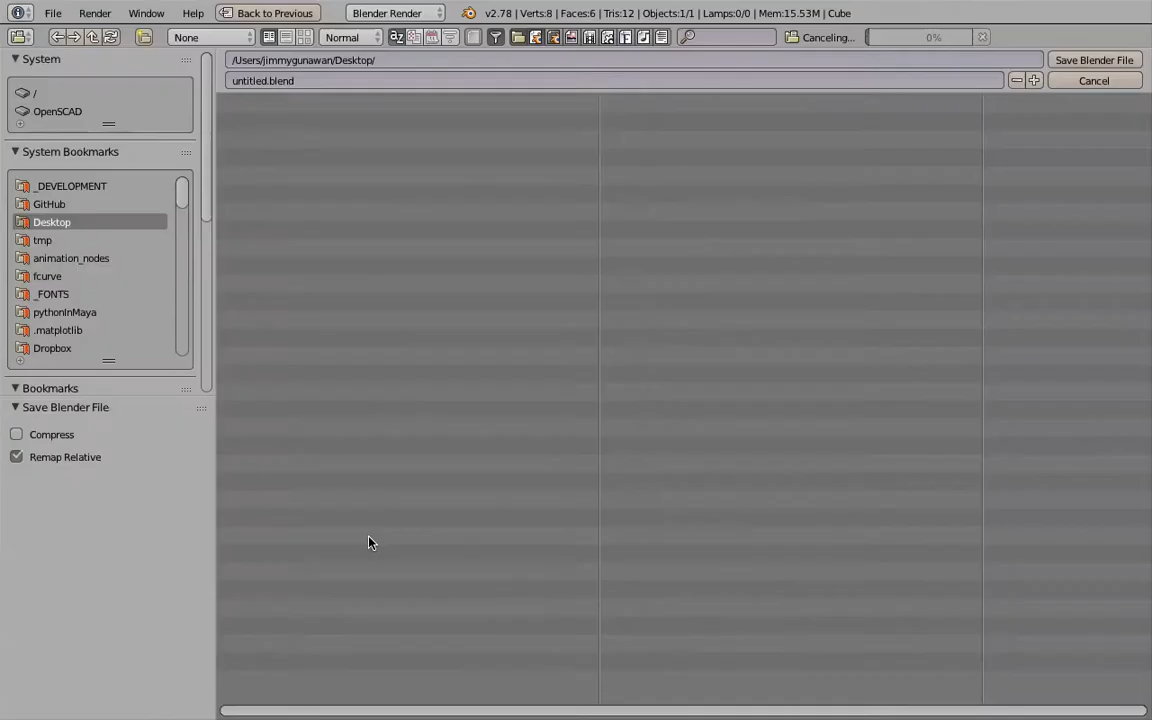 File Render Window Help Back to Previous Blender Render v2.78 | Verts:8 | Faces:6 | Tris:12 | Objects:1/1 | Lamps:0/0 | Mem:15.53M | Cube
None Normal Canceling... 0%
System
/Users/jimmygunawan/Desktop/ Save Blender File
untitled.blend Cancel
/
OpenSCAD
System Bookmarks
_DEVELOPMENT
GitHub
Desktop
tmp
animation_nodes
fcurve
_FONTS
pythonInMaya
.matplotlib
Dropbox
Bookmarks
Save Blender File
Compress
Remap Relative